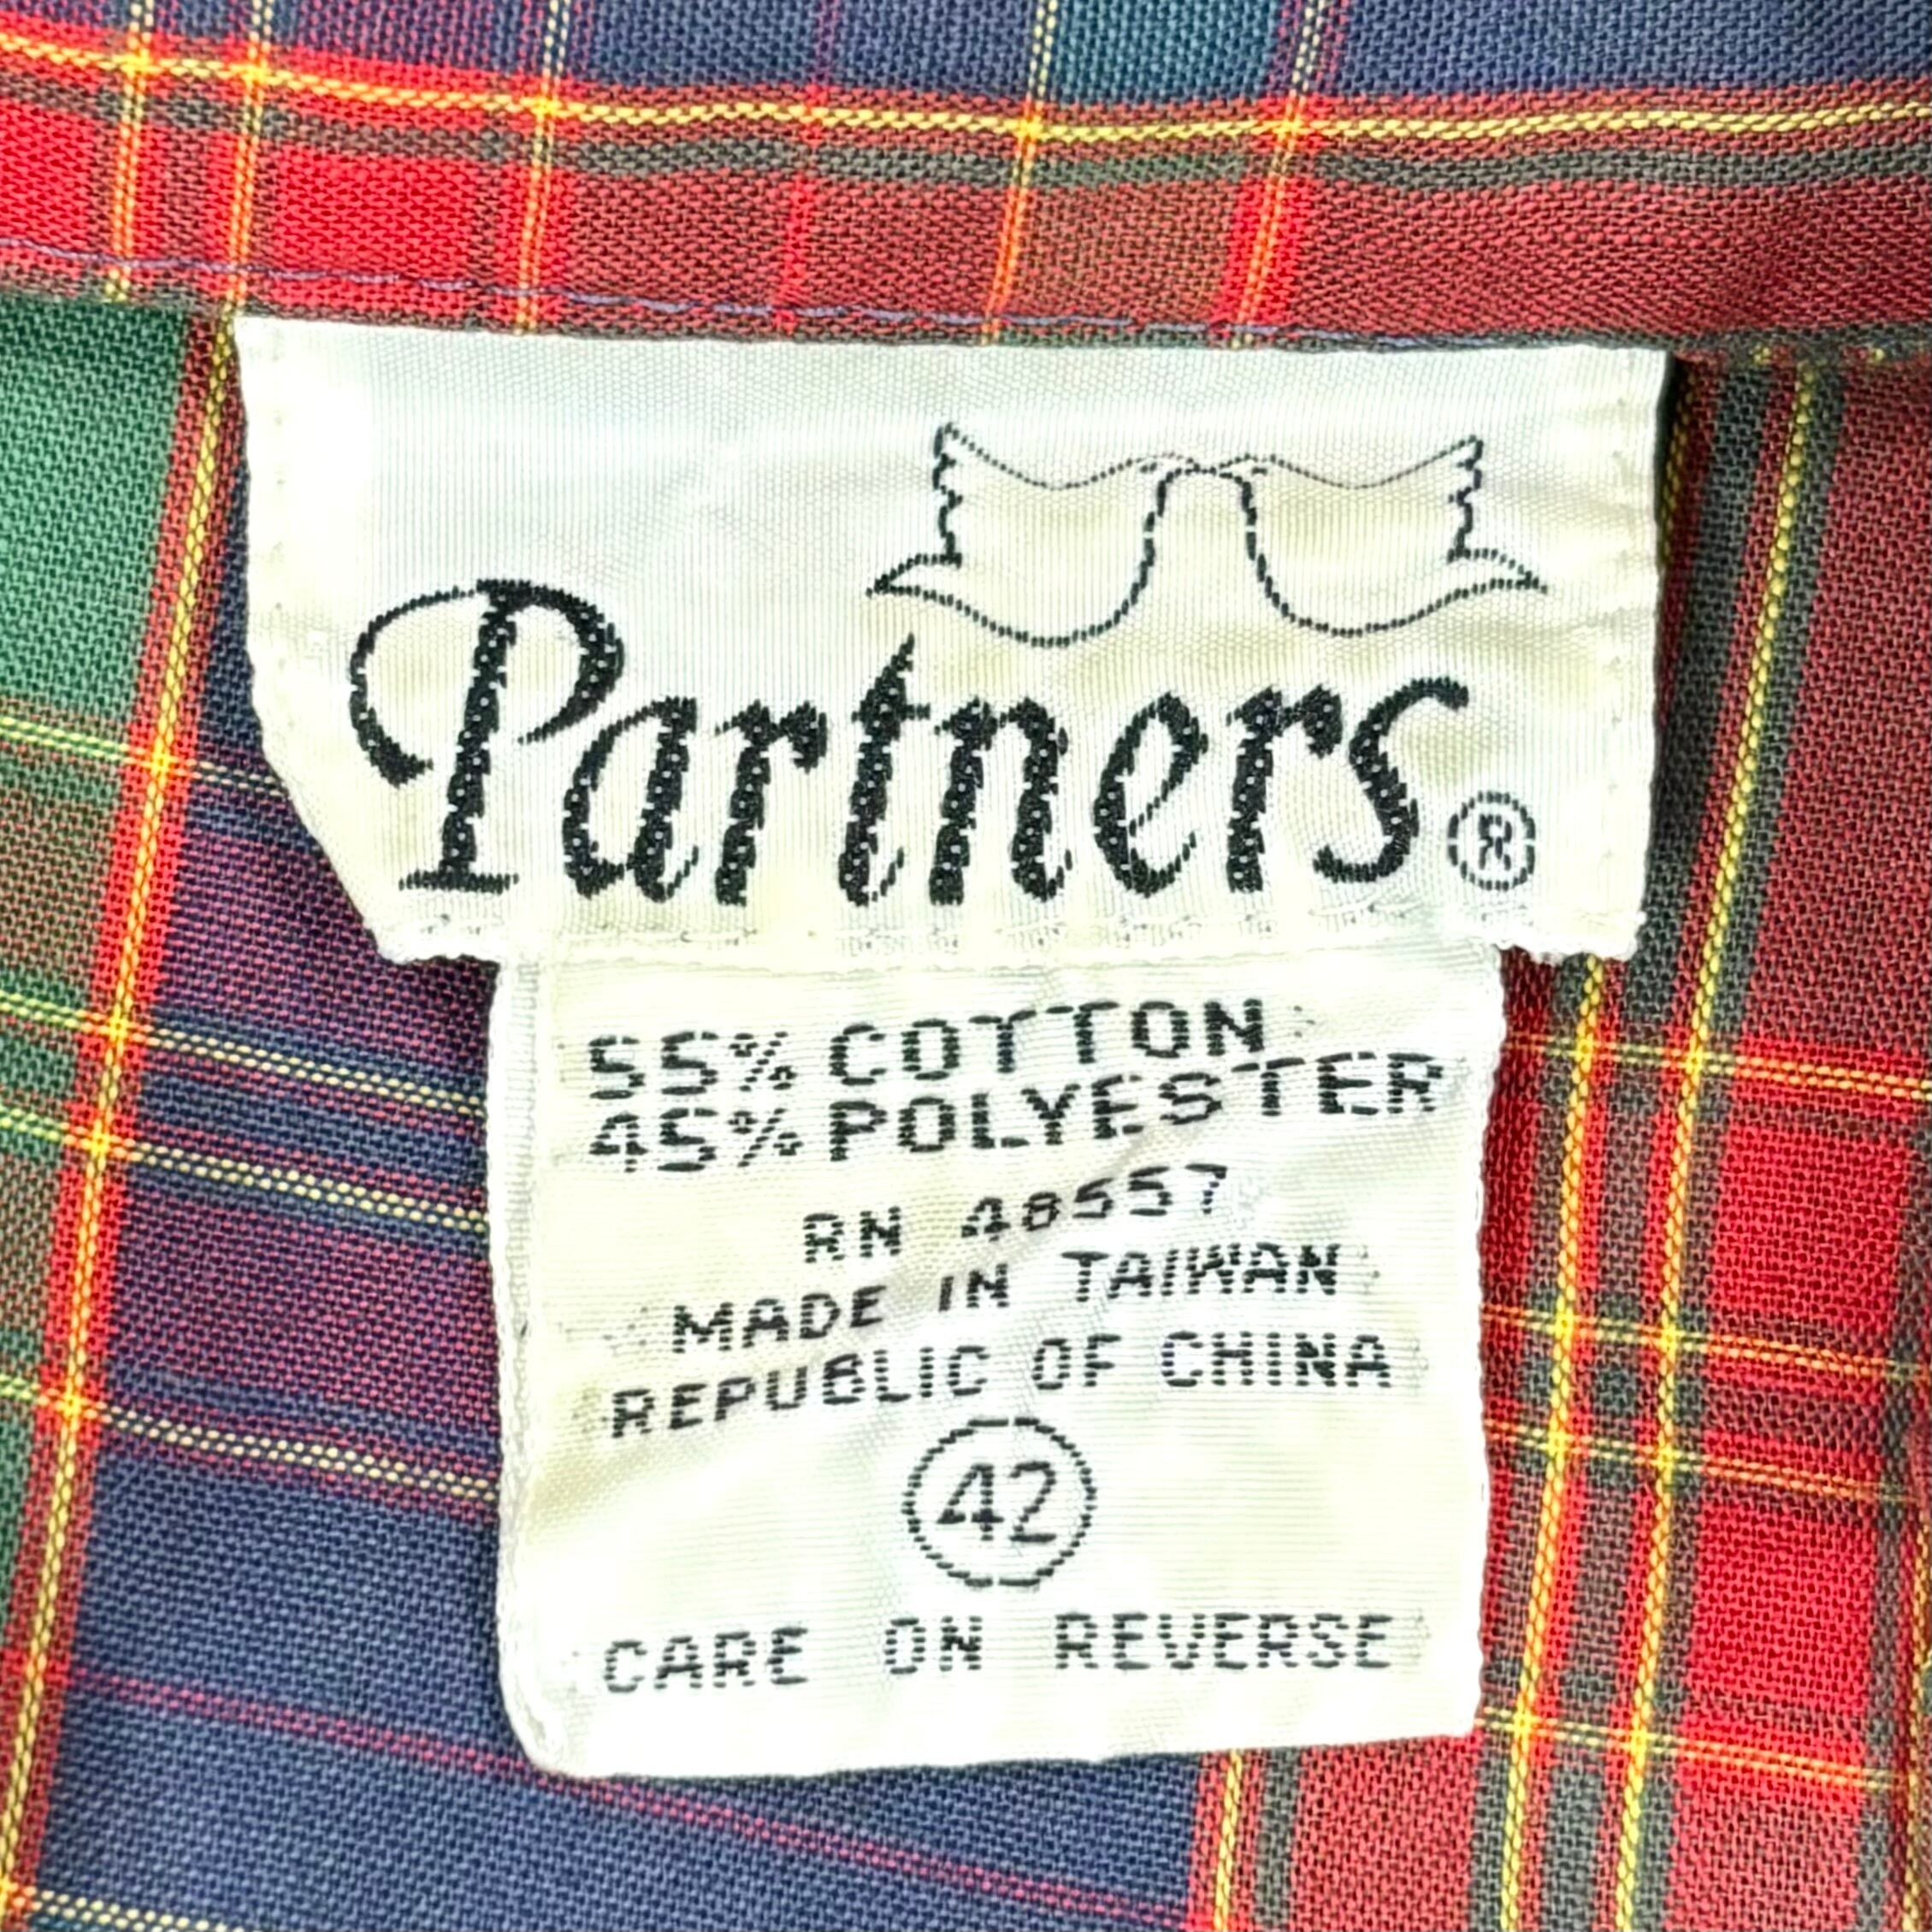 Partners®
55% COTTON
45% POLYESTER
RN 48557
MADE IN TAIWAN
REPUBLIC OF CHINA
42
CARE ON REVERSE